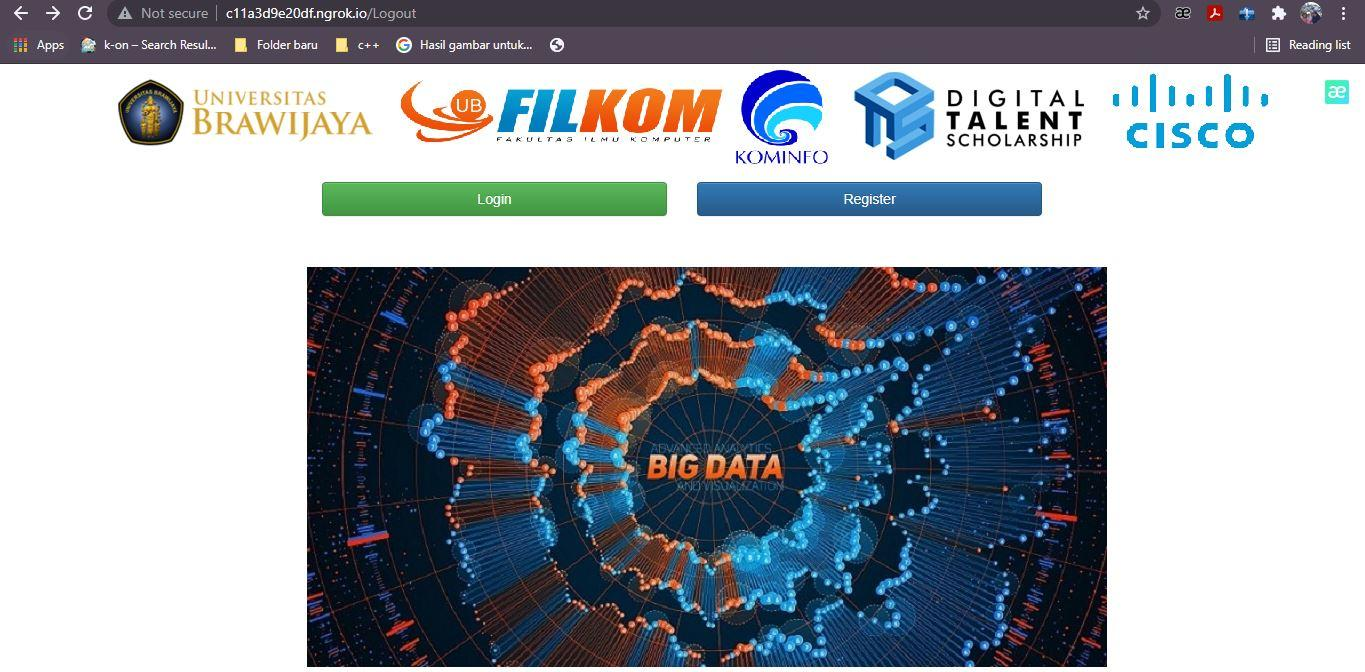 Not secure | c11a3d9e20df.ngrok.io/Logout
Apps k-on – Search Resul... Folder baru c++ Hasil gambar untuk... Reading list
UNIVERSITAS
BRAWIJAYA
UB FILKOM
FAKULTAS ILMU KOMPUTER
KOMINFO
DIGITAL
TALENT
SCHOLARSHIP
CISCO
æ
Login Register
ADVANCED ANALYTICS
BIG DATA
AND VISUALIZATION